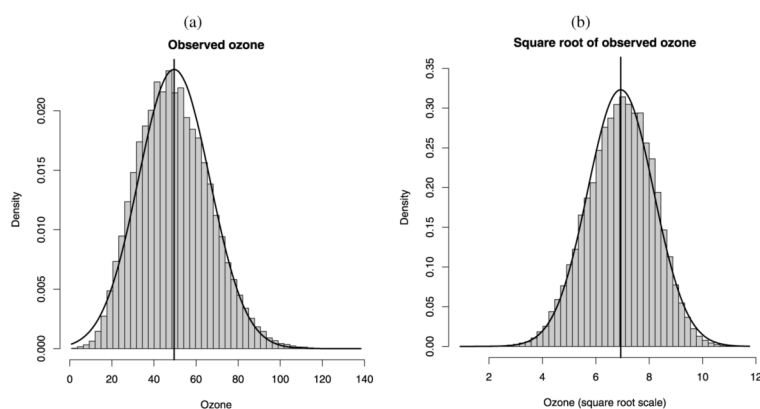 (a)
Observed ozone
Density
0.000
0.005
0.010
0.015
0.020
0 20 40 60 80 100 120 140
Ozone
(b)
Square root of observed ozone
Density
0.00
0.05
0.10
0.15
0.20
0.25
0.30
0.35
2 4 6 8 10 12
Ozone (square root scale)